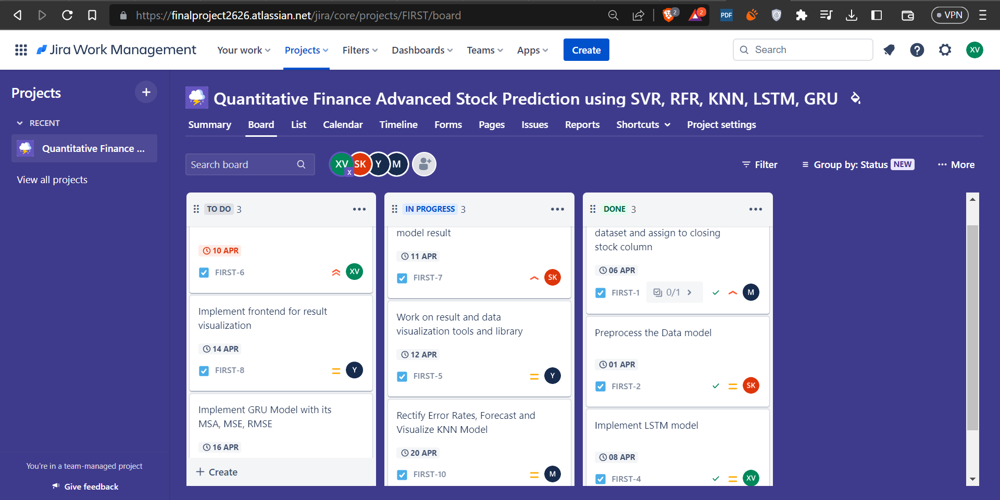 https://finalproject2626.atlassian.net/jira/core/projects/FIRST/board
2
2
PDF
VPN
Jira Work Management
Your work
Projects
Filters
Dashboards
Teams
Apps
Create
Search
XV
Projects
RECENT
Quantitative Finance ...
View all projects
You're in a team-managed project
Give feedback
Quantitative Finance Advanced Stock Prediction using SVR, RFR, KNN, LSTM, GRU
Summary
Board
List
Calendar
Timeline
Forms
Pages
Issues
Reports
Shortcuts
Project settings
Search board
XV
X
SK
Y
M
Filter
Group by: Status NEW
More
TO DO 3
10 APR
FIRST-6
XV
Implement frontend for result
visualization
14 APR
FIRST-8
Y
Implement GRU Model with its
MSA, MSE, RMSE
16 APR
Create
IN PROGRESS 3
model result
11 APR
FIRST-7
SK
Work on result and data
visualization tools and library
12 APR
FIRST-5
Y
Rectify Error Rates, Forecast and
Visualize KNN Model
20 APR
FIRST-10
M
DONE 3
dataset and assign to closing
stock column
06 APR
FIRST-1
0/1
M
Preprocess the Data model
01 APR
FIRST-2
SK
Implement LSTM model
08 APR
FIRST-4
XV